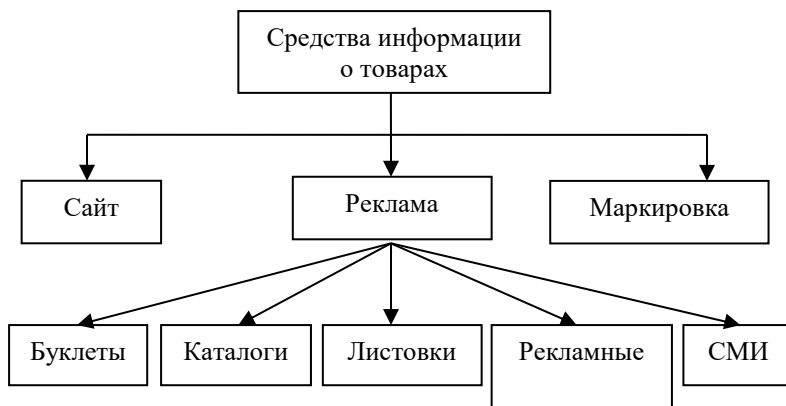 Средства информации
о товарах
Сайт
Реклама
Маркировка
Буклеты
Каталоги
Листовки
Рекламные
СМИ